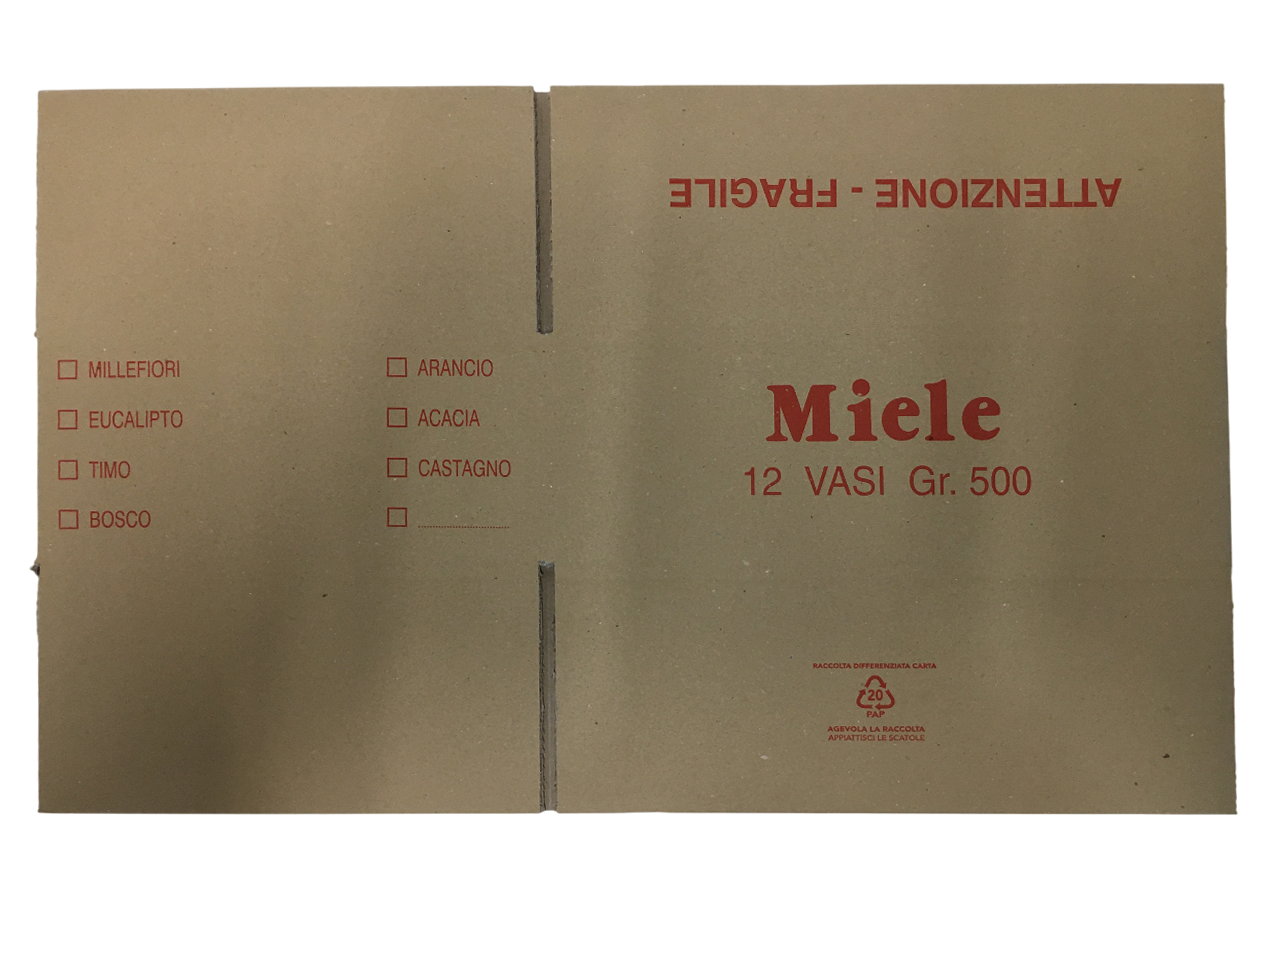 ATTENZIONE - FRAGILE
MILLEFIORI
EUCALIPTO
TIMO
BOSCO
ARANCIO
ACACIA
CASTAGNO
Miele
12 VASI Gr. 500
RACCOLTA DIFFERENZIATA CARTA
20
PAP
AGEVOLA LA RACCOLTA
APPIATTISCI LE SCATOLE